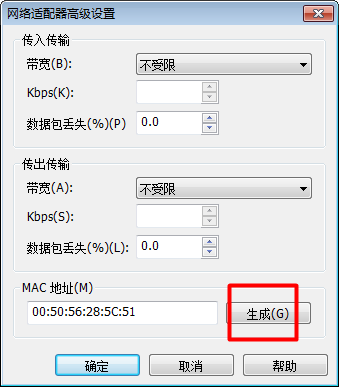 网络适配器高级设置
传入传输
带宽(B): 不受限
Kbps(K):
数据包丢失(%)(P) 0.0
传出传输
带宽(A): 不受限
Kbps(S):
数据包丢失(%)(L): 0.0
MAC 地址(M)
00:50:56:28:5C:51 生成(G)
确定 取消 帮助